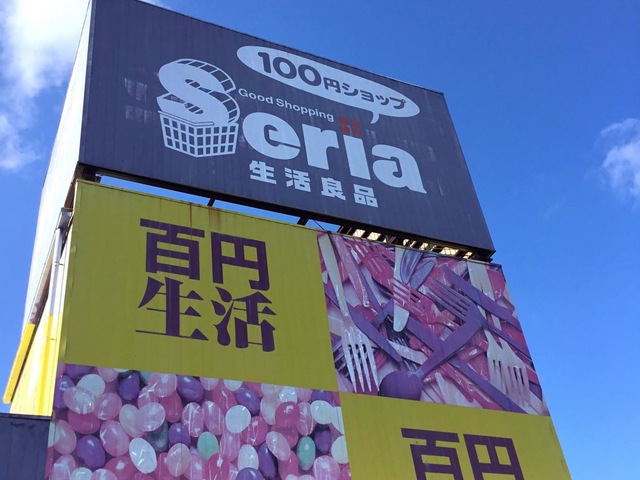 100円ショップ
Good Shopping
Seria
生活良品
百円
生活
百円